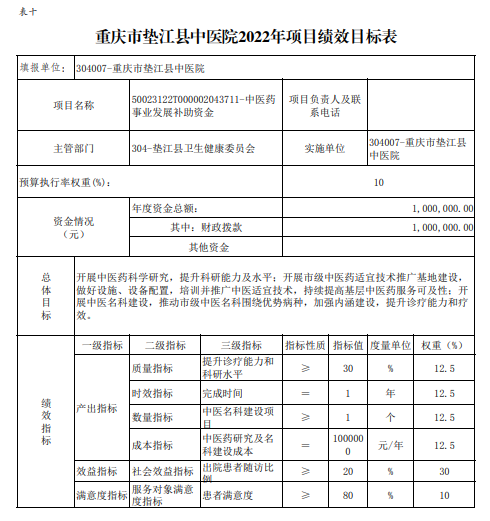 表十
重庆市垫江县中医院2022年项目绩效目标表
填报单位： 304007-重庆市垫江县中医院
项目名称 50023122T000002043711-中医药
事业发展补助资金 项目负责人及联
系电话
主管部门 304-垫江县卫生健康委员会 实施单位 304007-重庆市垫江县
中医院
预算执行率权重(%)： 10
资金情况
（元） 年度资金总额： 1,000,000.00
其中：财政拨款 1,000,000.00
其他资金
总体目标 开展中医药科学研究，提升科研能力及水平；开展市级中医药适宜技术推广基地建设，
做好设施、设备配置，培训并推广中医适宜技术，持续提高基层中医药服务可及性；开
展中医名科建设，推动市级中医名科围绕优势病种，加强内涵建设，提升诊疗能力和疗
效。
绩效指标 一级指标 二级指标 三级指标 指标性质 指标值 度量单位 权重（%）
产出指标 质量指标 提升诊疗能力和
科研水平 ≥ 30 % 12.5
时效指标 完成时间 ＝ 1 年 12.5
数量指标 中医名科建设项
目 ≥ 1 个 12.5
成本指标 中医药研究及名
科建设成本 ＝ 100000
0 元/年 12.5
效益指标 社会效益指标 出院患者随访比
例 ≥ 20 % 30
满意度指标 服务对象满意
度指标 患者满意度 ≥ 80 % 10